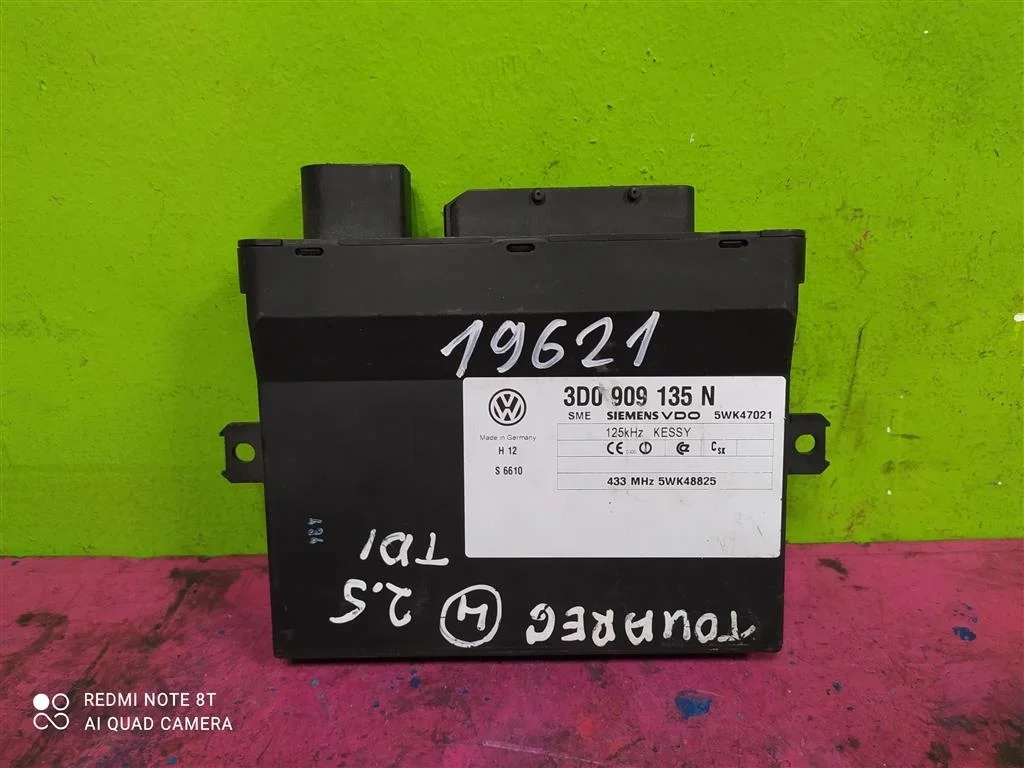 19621
3D0 909 135 N
SME SIEMENS VDO 5WK47021
Made in Germany
125kHz KESSY
H 12
S 6610
433 MHz 5WK48825
TOUAREG H 2.5
TDI
REDMI NOTE 8T
AI QUAD CAMERA